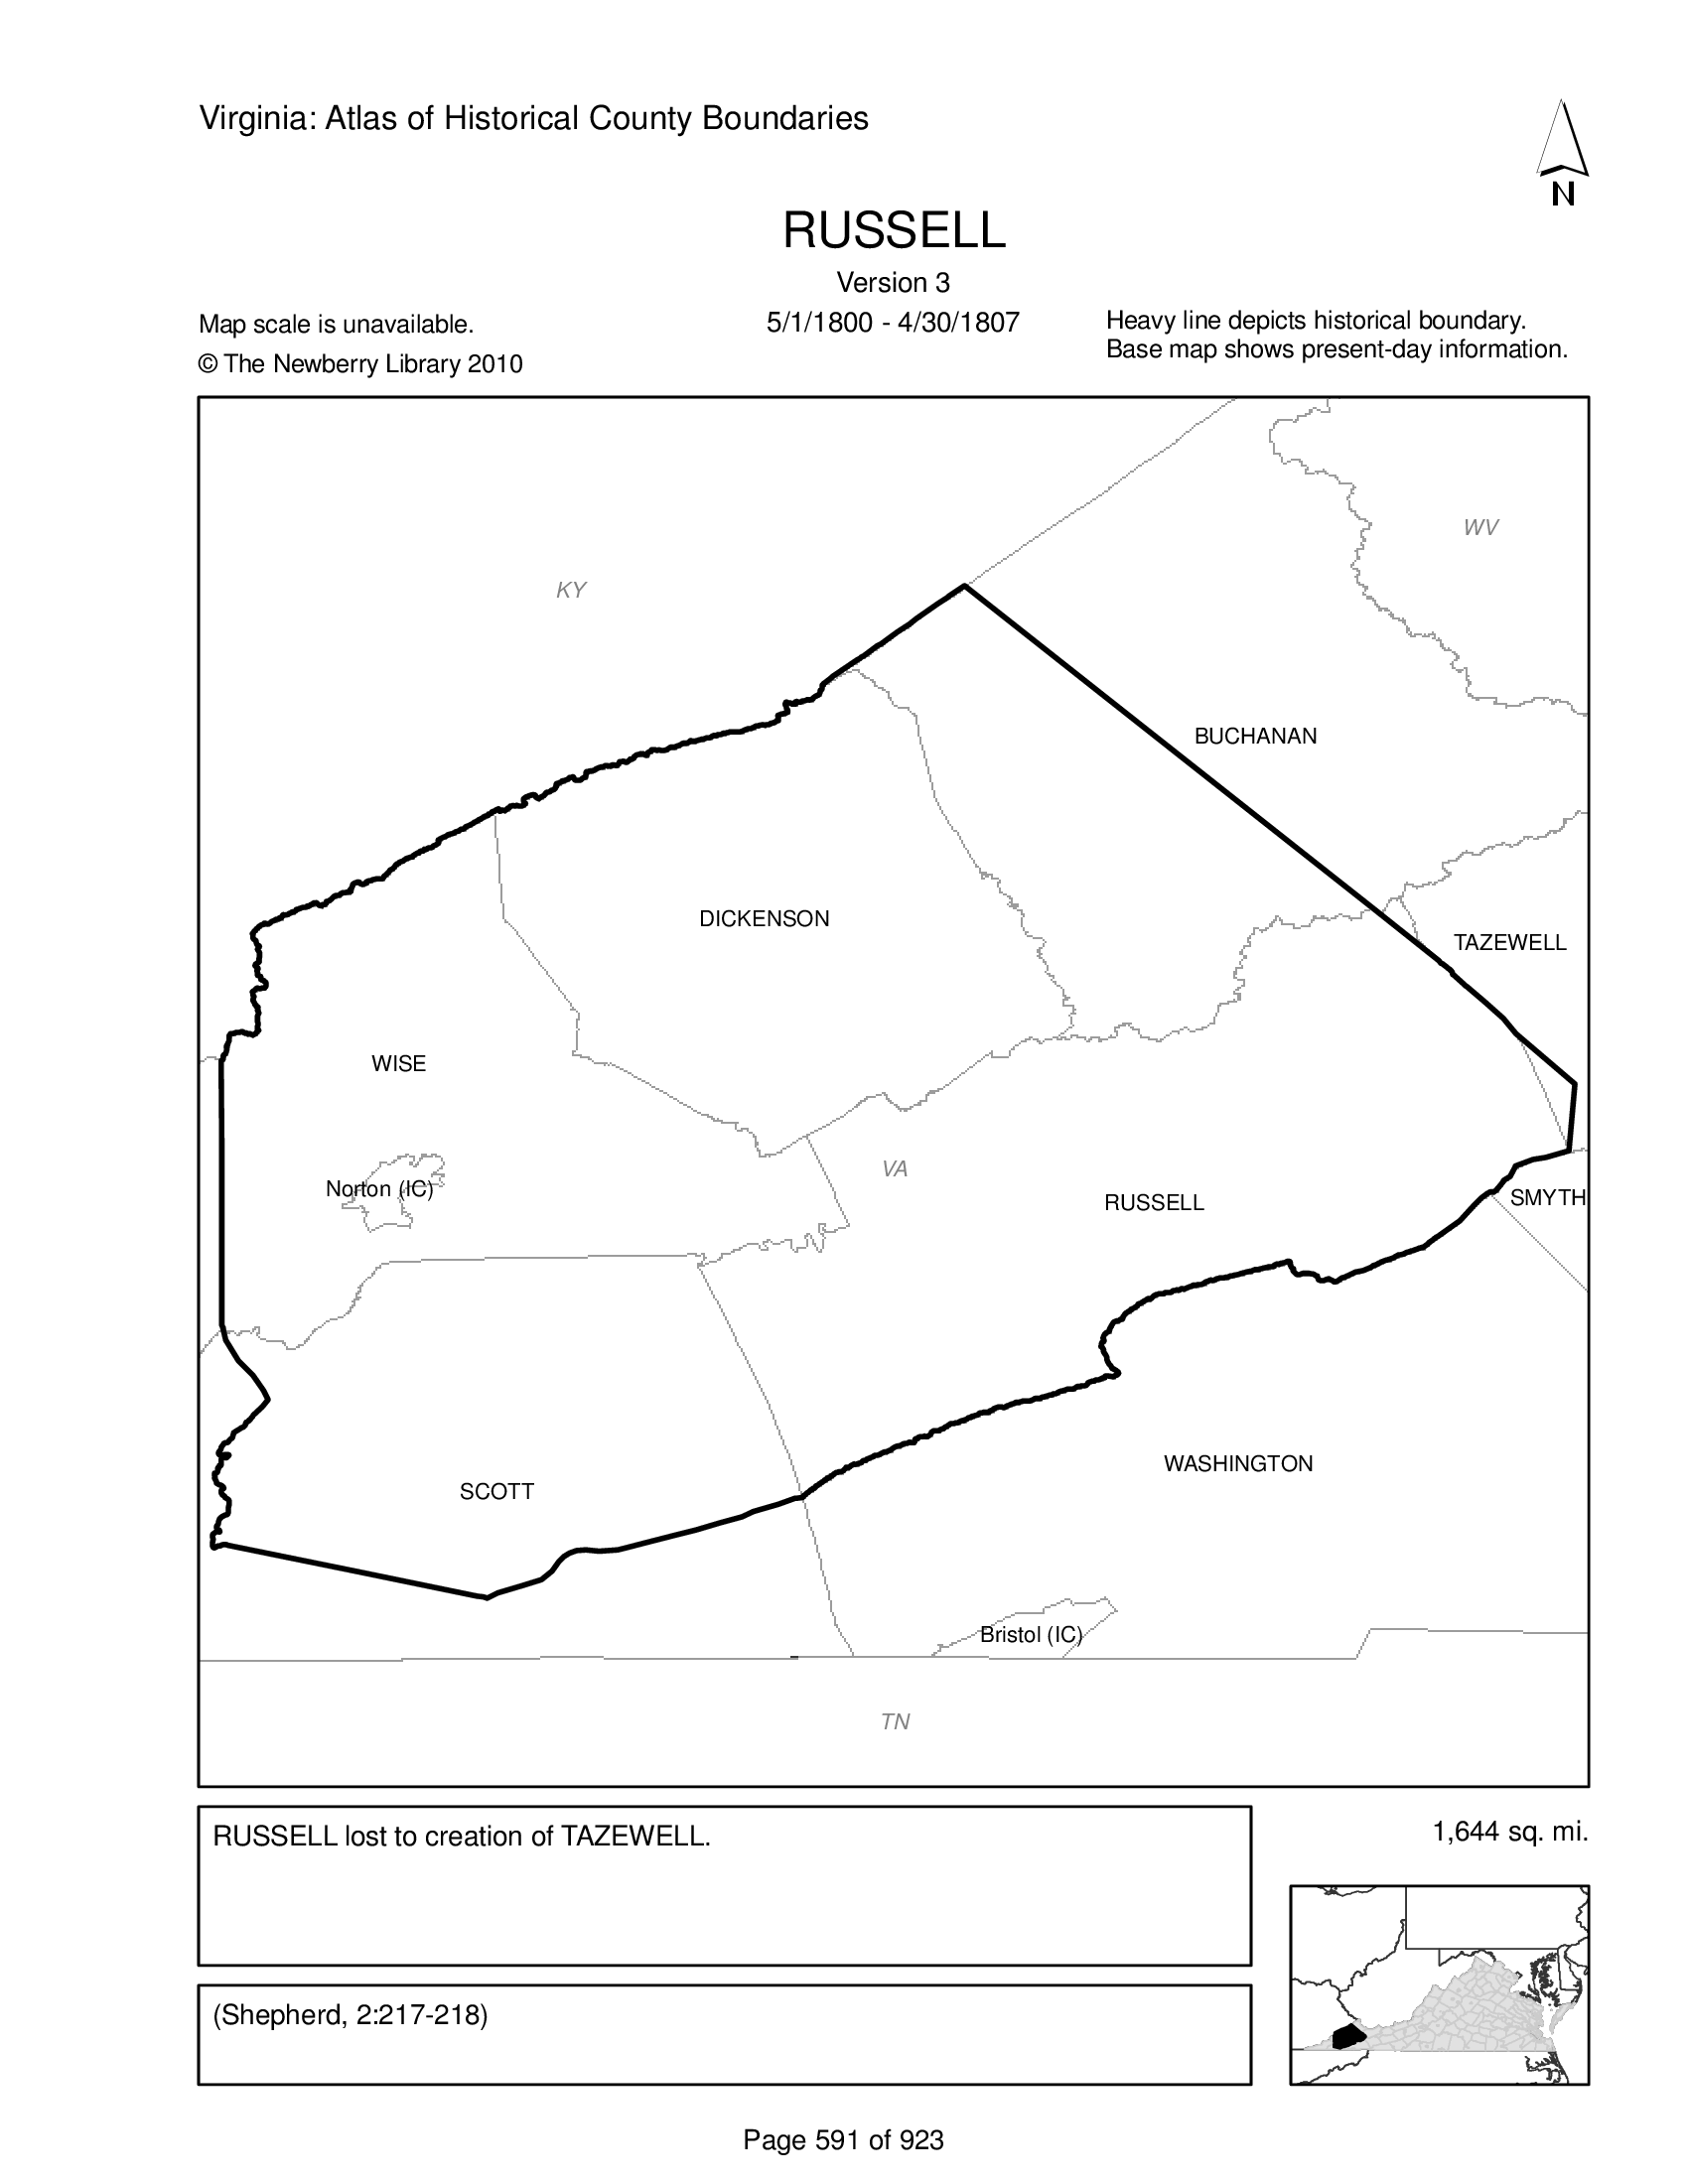 Virginia: Atlas of Historical County Boundaries
N
RUSSELL
Version 3
5/1/1800 - 4/30/1807
Map scale is unavailable.
© The Newberry Library 2010
Heavy line depicts historical boundary.
Base map shows present-day information.
WV
KY
BUCHANAN
DICKENSON
TAZEWELL
WISE
VA
Norton (IC)
RUSSELL
SMYTH
WASHINGTON
SCOTT
Bristol (IC)
TN
RUSSELL lost to creation of TAZEWELL.
1,644 sq. mi.
(Shepherd, 2:217-218)
Page 591 of 923